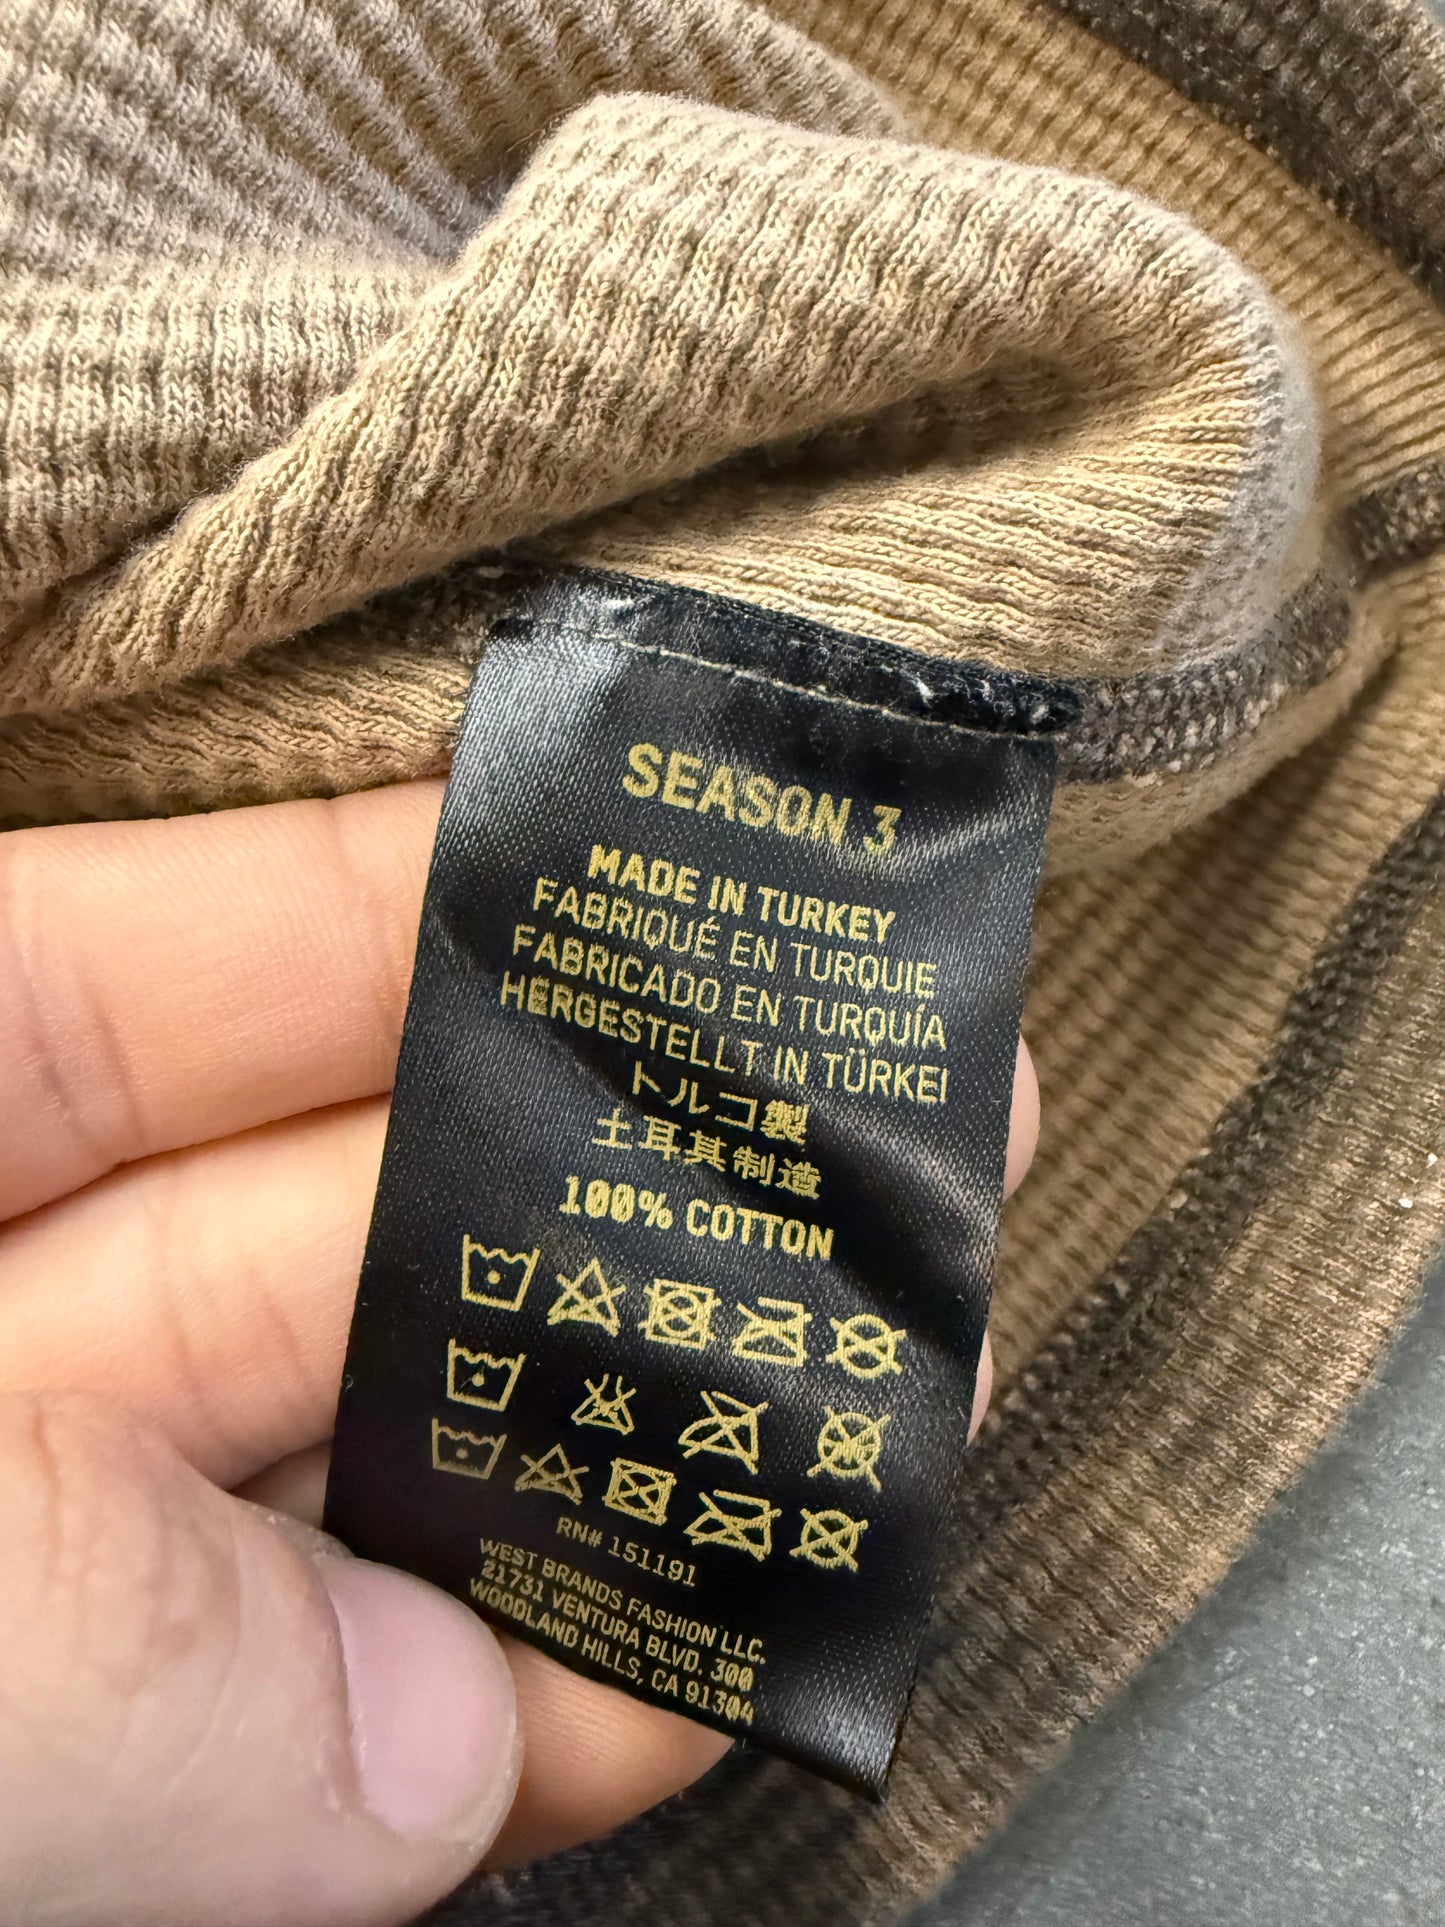 SEASON 3
MADE IN TURKEY
FABRIQUÉ EN TURQUIE
FABRICADO EN TURQUÍA
HERGESTELLT IN TÜRKEI
トルコ製
土耳其制造
100% COTTON
RN# 151191
WEST BRANDS FASHION LLC.
21731 VENTURA BLVD. 300
WOODLAND HILLS, CA 91304